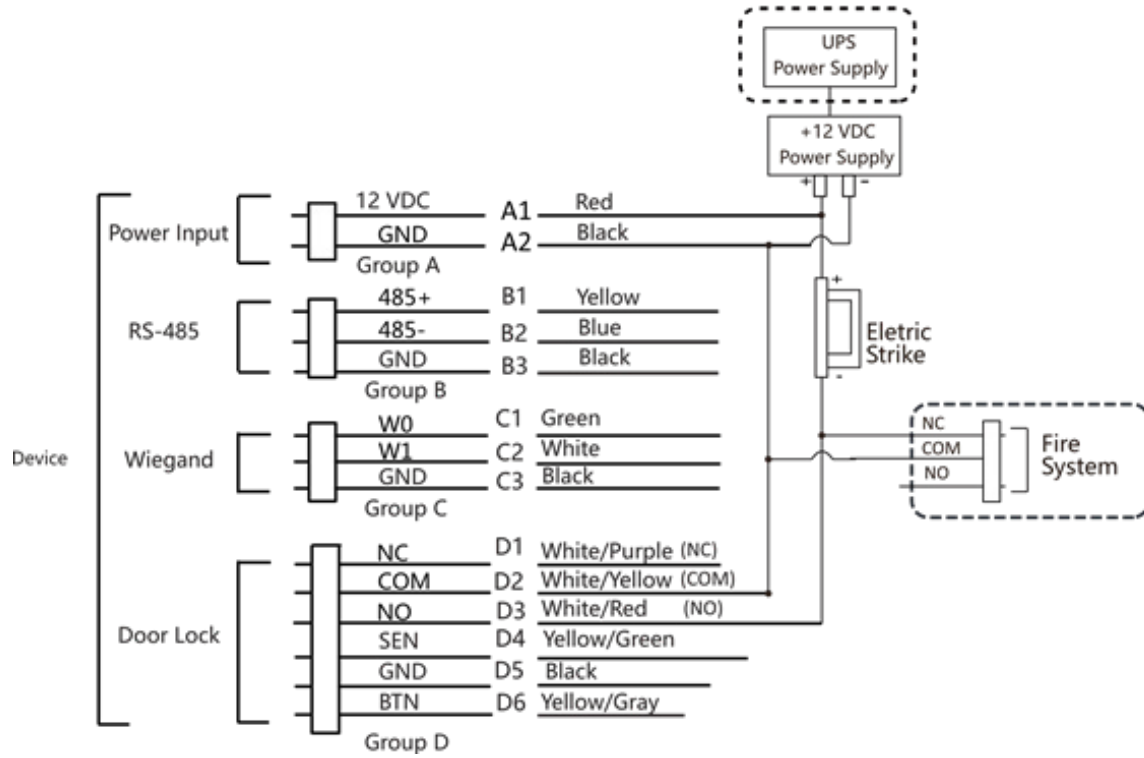 UPS
Power Supply
+12 VDC
Power Supply
+ -
12 VDC A1 Red
Power Input
GND A2 Black
Group A
+
485+ B1 Yellow
RS-485
485- B2 Blue
Eletric
Strike
GND B3 Black
-
Group B
W0 C1 Green
NC
Fire
System
COM
Device
Wiegand
W1 C2 White
NO
GND C3 Black
Group C
NC D1 White/Purple (NC)
COM D2 White/Yellow (COM)
NO D3 White/Red (NO)
Door Lock
SEN D4 Yellow/Green
GND D5 Black
BTN D6 Yellow/Gray
Group D